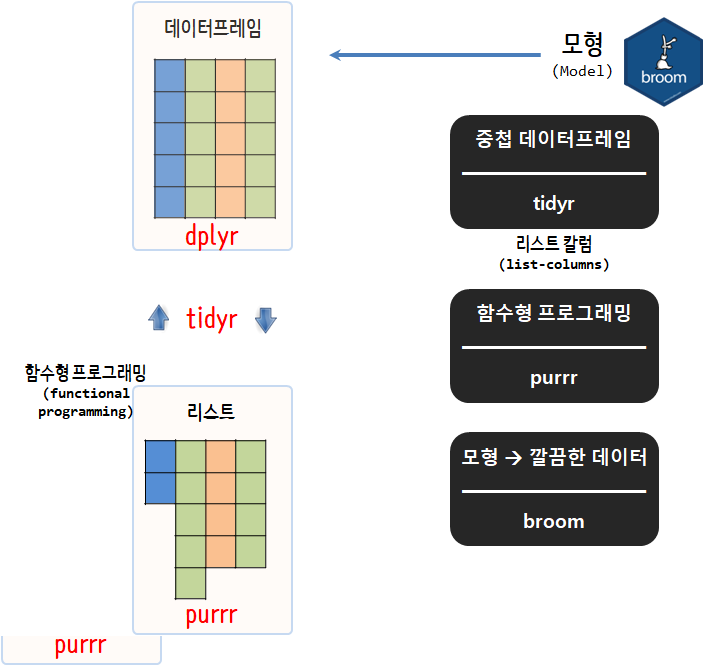 데이터프레임
dplyr
모형
(Model)
broom
중첩 데이터프레임
tidyr
리스트 칼럼
(list-columns)
tidyr
함수형 프로그래밍
purrr
함수형 프로그래밍
(functional
programming)
리스트
purrr
모형 → 깔끔한 데이터
broom
purrr